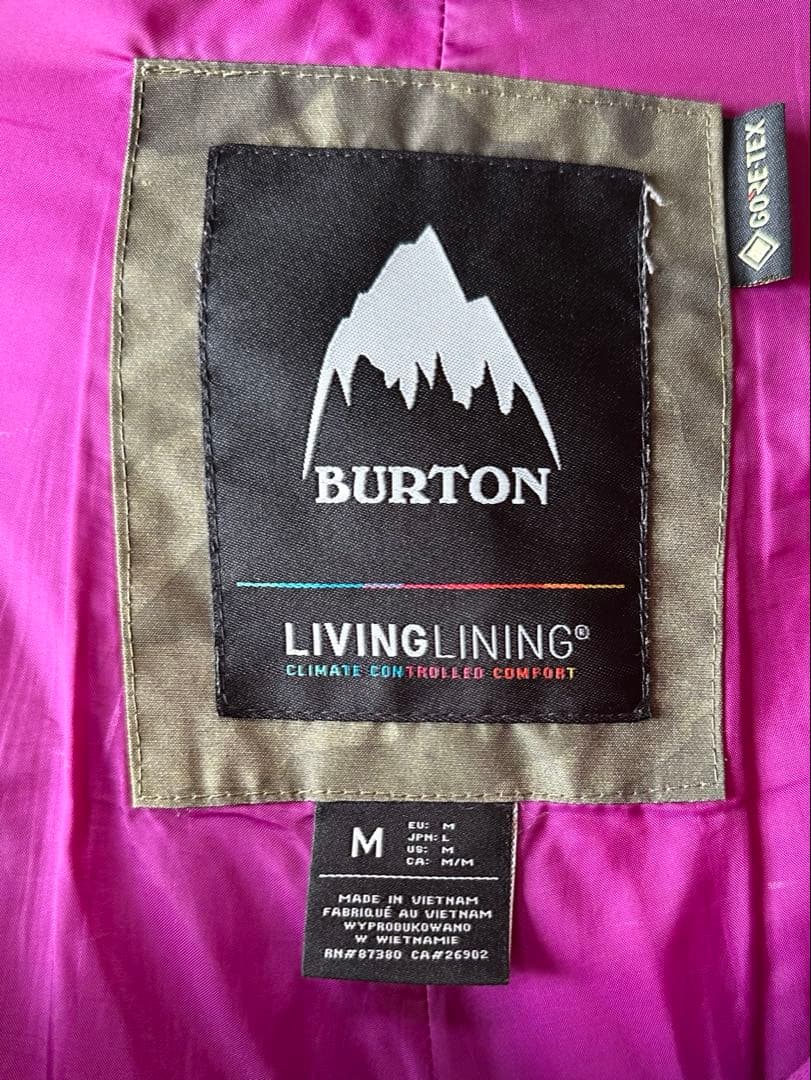 GORE-TEX
BURTON
LIVINGLINING®
CLIMATE CONTROLLED COMFORT
M
EU: M
JPN: L
US: M
CA: M/M
MADE IN VIETNAM
FABRIQUÉ AU VIETNAM
WYPRODUKOWANO
W WIETNAMIE
RN#87380 CA#26902